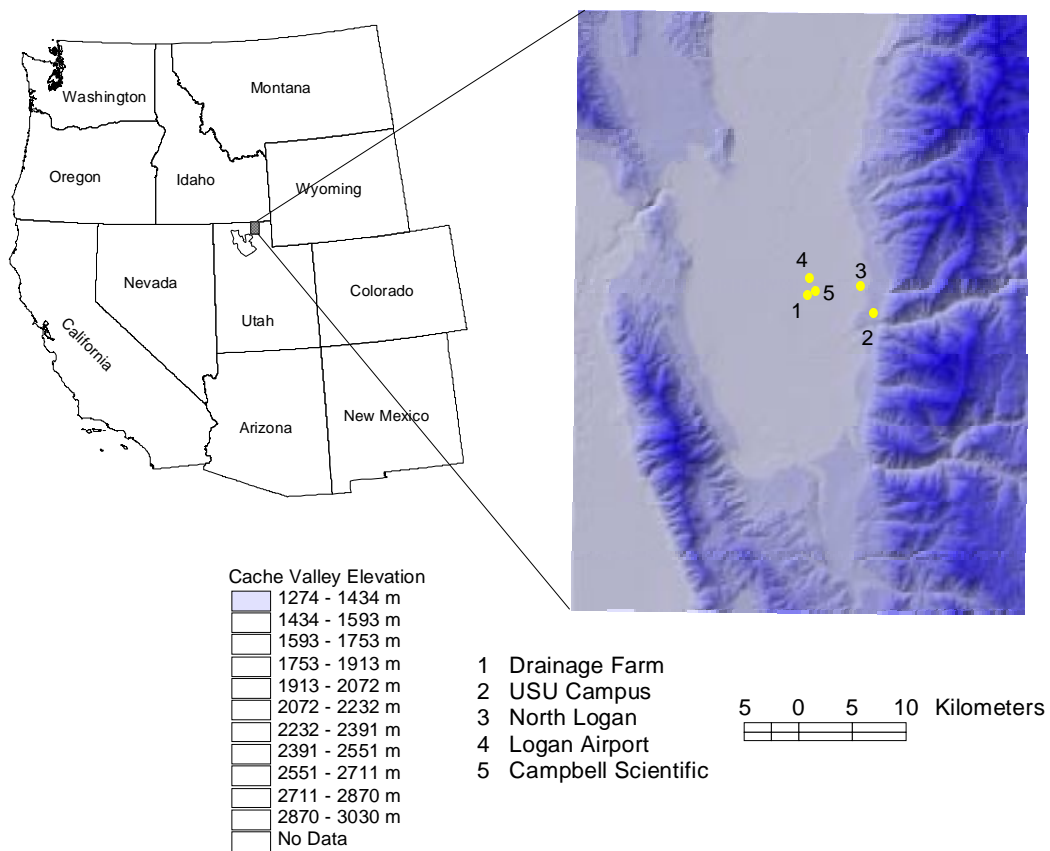 Washington
Montana
Oregon
Idaho
Wyoming
Nevada
Utah
Colorado
California
Arizona
New Mexico
4
3
5
1
2
Cache Valley Elevation
1274 - 1434 m
1434 - 1593 m
1593 - 1753 m
1753 - 1913 m
1913 - 2072 m
2072 - 2232 m
2232 - 2391 m
2391 - 2551 m
2551 - 2711 m
2711 - 2870 m
2870 - 3030 m
No Data
1 Drainage Farm
2 USU Campus
3 North Logan
4 Logan Airport
5 Campbell Scientific
5 0 5 10 Kilometers